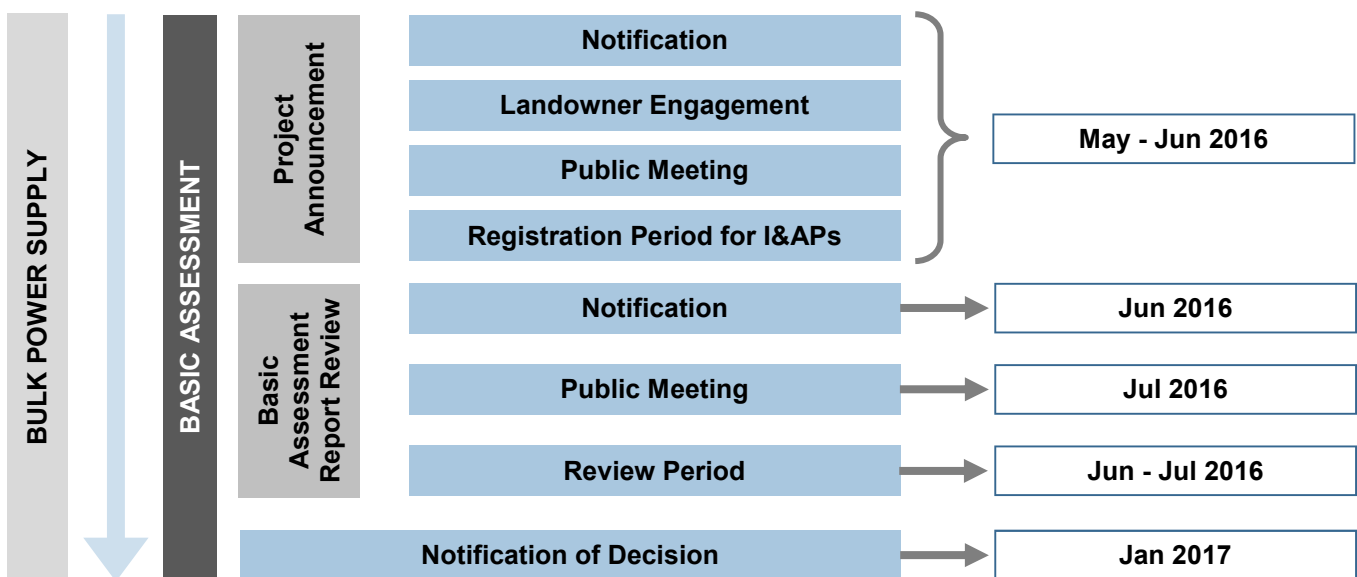 BULK POWER SUPPLY
BASIC ASSESSMENT
Project
Announcement
Notification
Landowner Engagement
Public Meeting
Registration Period for I&APs
May - Jun 2016
Basic
Assessment
Report Review
Notification
Jun 2016
Public Meeting
Jul 2016
Review Period
Jun - Jul 2016
Notification of Decision
Jan 2017